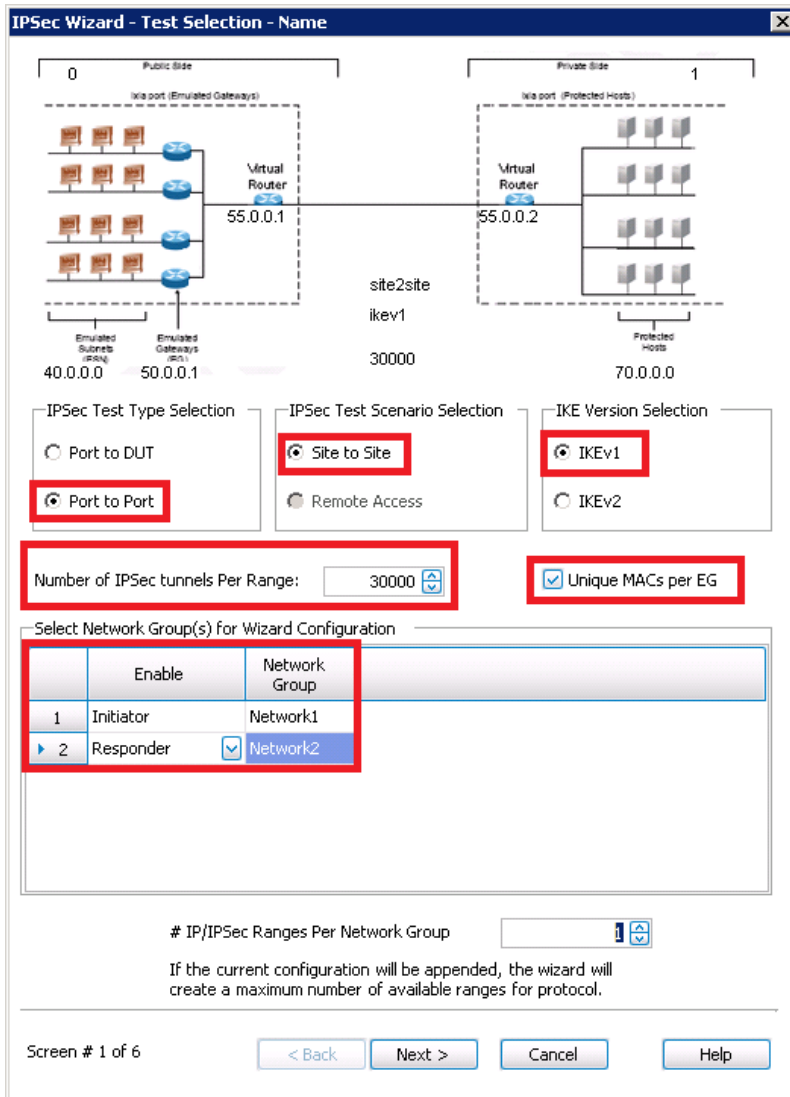 IPSec Wizard - Test Selection - Name
0 Public Side Private Side 1
Ixia port (Emulated Gateways) Ixia port (Protected Hosts)
Virtual Router Virtual Router
55.0.0.1 55.0.0.2
site2site
ikev1
30000
Emulated Subnets (ESN) Emulated Gateways (EG) Protected Hosts
40.0.0.0 50.0.0.1 70.0.0.0
IPSec Test Type Selection IPSec Test Scenario Selection IKE Version Selection
Port to DUT Site to Site IKEv1
Port to Port Remote Access IKEv2
Number of IPSec tunnels Per Range: 30000 Unique MACs per EG
Select Network Group(s) for Wizard Configuration
Enable Network Group
1 Initiator Network1
2 Responder Network2
# IP/IPSec Ranges Per Network Group 1
If the current configuration will be appended, the wizard will
create a maximum number of available ranges for protocol.
Screen # 1 of 6 < Back Next > Cancel Help